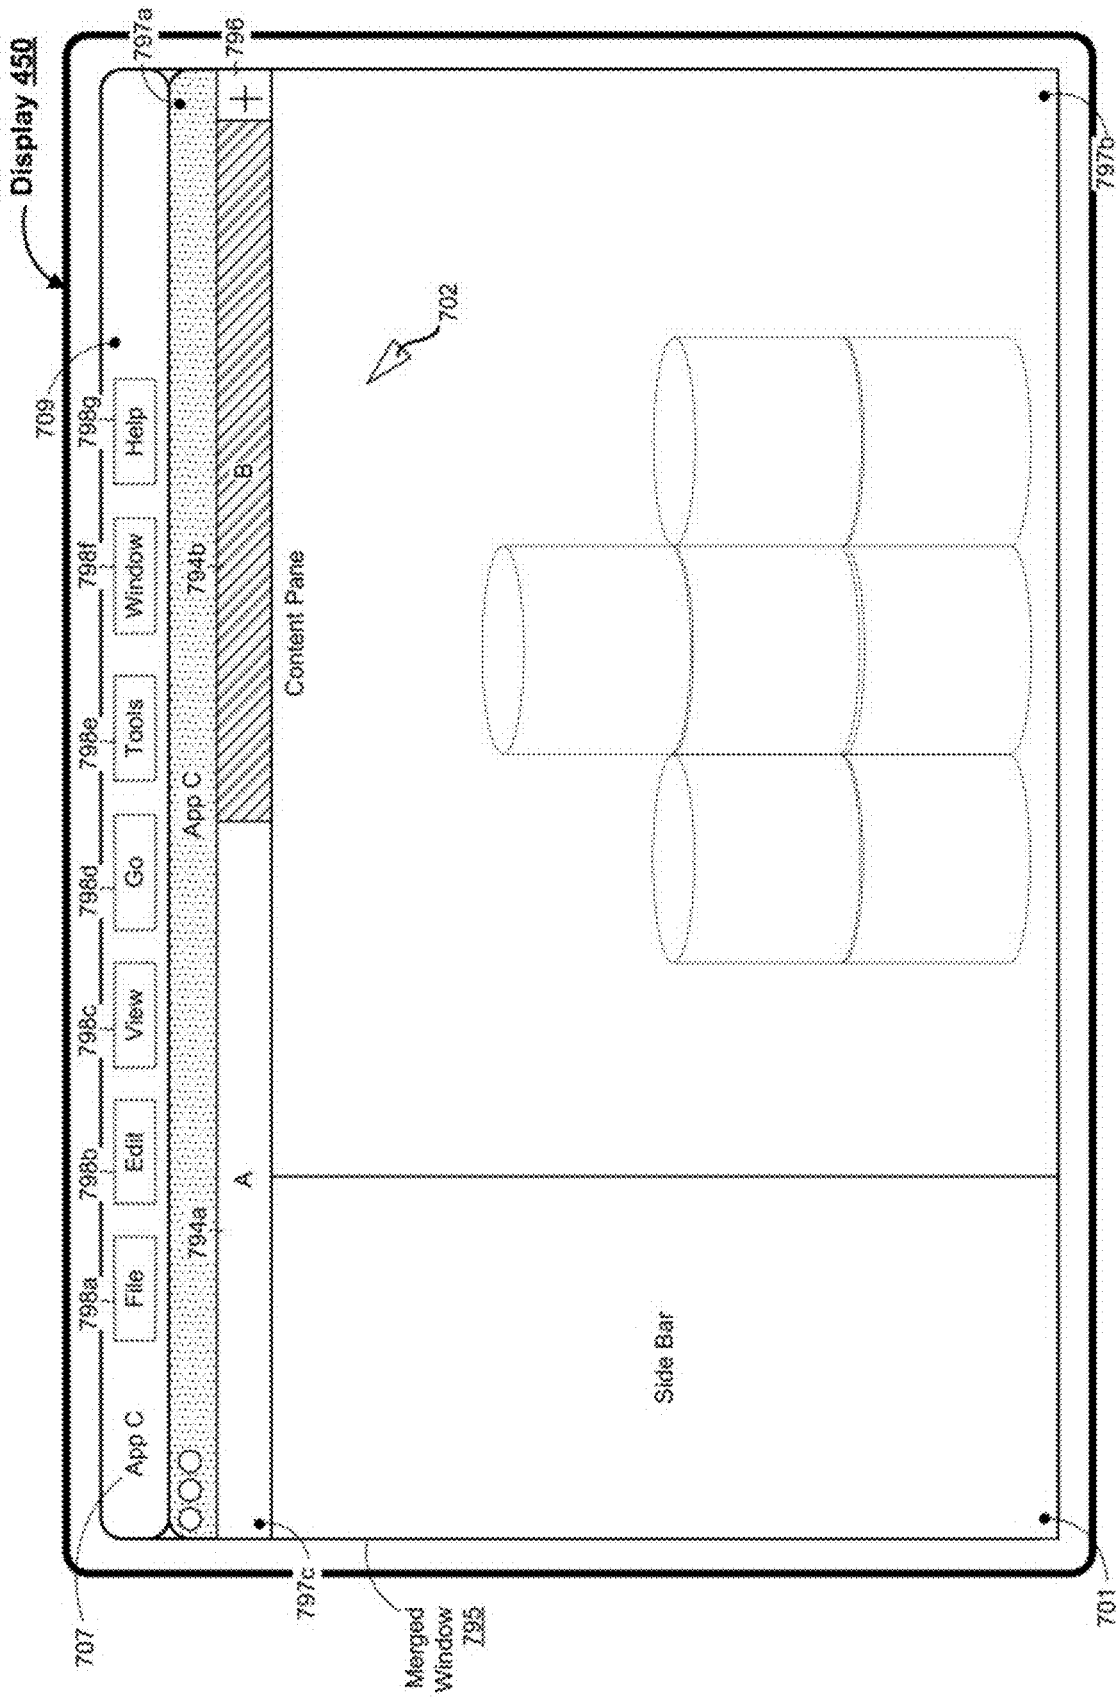 Display 450
709
797a
798a
798b
798c
798d
798e
798f
798g
796
707
App C
File
Edit
View
Go
Tools
Window
Help
App C
794a
794b
A
B
797c
Content Pane
702
Merged
Window
795
Side Bar
701
797b